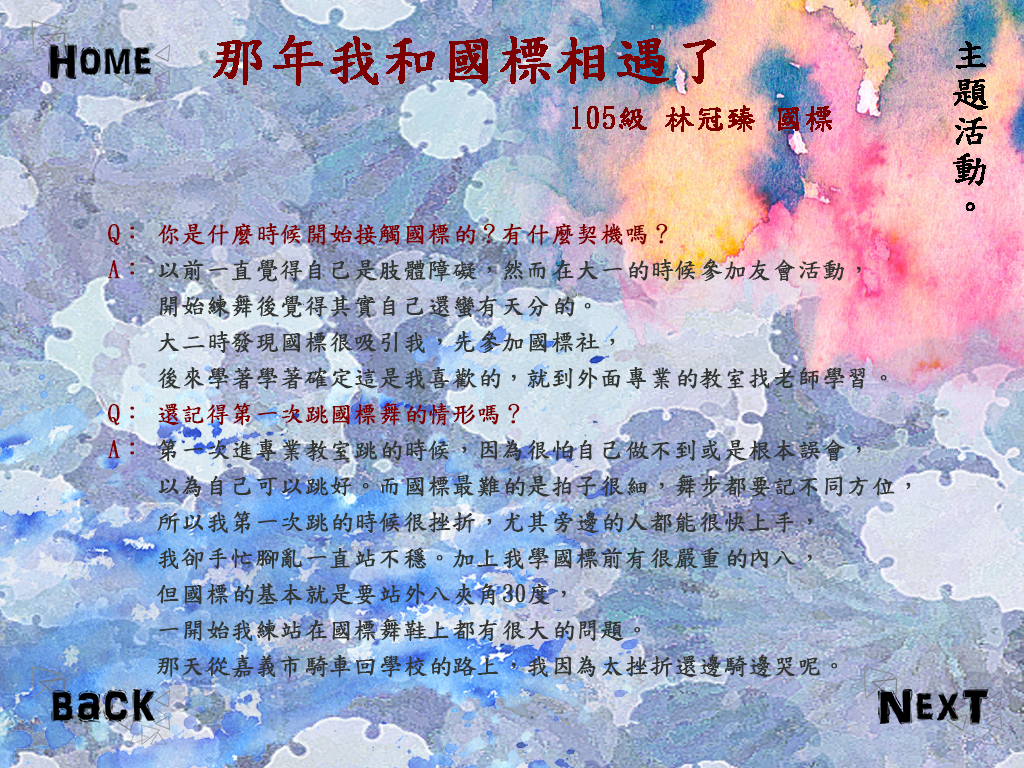 HOME
那年我和國標相遇了
105級 林冠臻 國標
主題活動。
Q： 你是什麼時候開始接觸國標的？有什麼契機嗎？
A： 以前一直覺得自己是肢體障礙，然而在大一的時候參加友會活動，
開始練舞後覺得其實自己還蠻有天分的。
大二時發現國標很吸引我，先參加國標社，
後來學著學著確定這是我喜歡的，就到外面專業的教室找老師學習。
Q： 還記得第一次跳國標舞的情形嗎？
A： 第一次進專業教室跳的時候，因為很怕自己做不到或是根本誤會，
以為自己可以跳好。而國標最難的是拍子很細，舞步都要記不同方位，
所以我第一次跳的時候很挫折，尤其旁邊的人都能很快上手，
我卻手忙腳亂一直站不穩。加上我學國標前有很嚴重的內八，
但國標的基本就是要站外八夾角30度，
一開始我練站在國標舞鞋上都有很大的問題。
那天從嘉義市騎車回學校的路上，我因為太挫折還邊騎邊哭呢。
BACK
NEXT